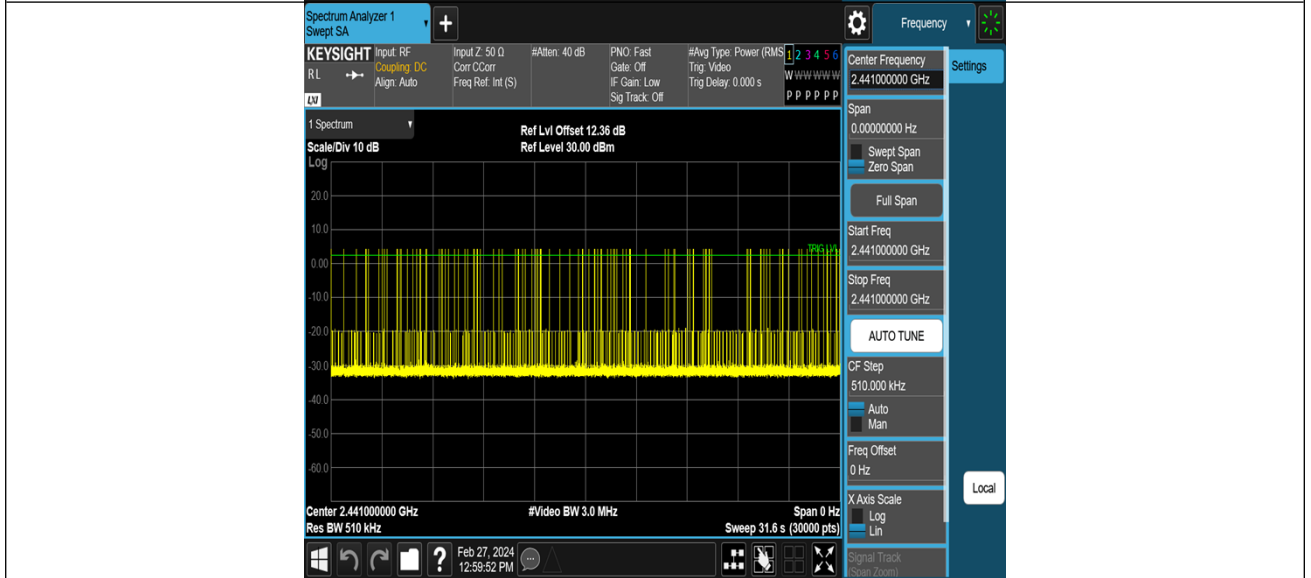 Spectrum Analyzer 1
Swept SA
+
Frequency
KEYSIGHT
R L
LXI
Input: RF
Coupling: DC
Align: Auto
Input Z: 50 Ω
Corr CCorr
Freq Ref: Int (S)
#Atten: 40 dB
PNO: Fast
Gate: Off
IF Gain: Low
Sig Track: Off
#Avg Type: Power (RMS
Trig: Video
Trig Delay: 0.000 s
1 2 3 4 5 6
W W W W W W
P P P P P P
1 Spectrum
Scale/Div 10 dB
Log
Ref Lvl Offset 12.36 dB
Ref Level 30.00 dBm
20.0
10.0
TRIG LVL
0.00
-10.0
-20.0
-30.0
-40.0
-50.0
-60.0
Center 2.441000000 GHz
Res BW 510 kHz
#Video BW 3.0 MHz
Span 0 Hz
Sweep 31.6 s (30000 pts)
Center Frequency
2.441000000 GHz
Settings
Span
0.00000000 Hz
Swept Span
Zero Span
Full Span
Start Freq
2.441000000 GHz
Stop Freq
2.441000000 GHz
AUTO TUNE
CF Step
510.000 kHz
Auto
Man
Freq Offset
0 Hz
X Axis Scale
Log
Lin
Local
Signal Track
(Span Zoom)
?
Feb 27, 2024
12:59:52 PM